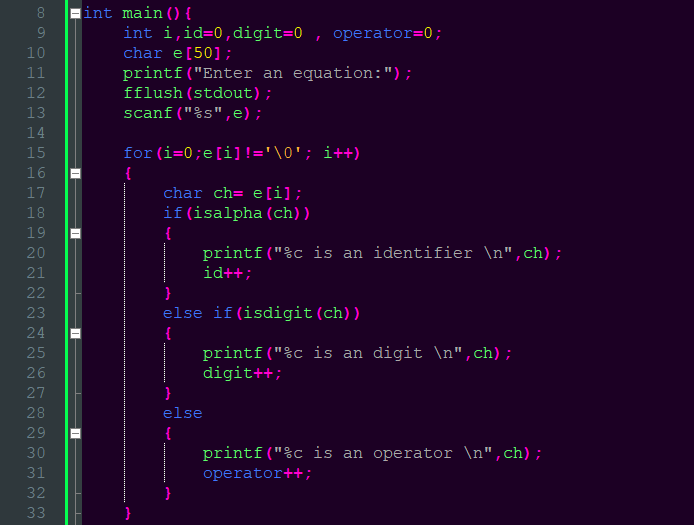 8 int main(){
9 int i,id=0,digit=0 , operator=0;
10 char e[50];
11 printf("Enter an equation:");
12 fflush(stdout);
13 scanf("%s",e);
14
15 for(i=0;e[i]!='\0'; i++)
16 {
17 char ch= e[i];
18 if(isalpha(ch))
19 {
20 printf("%c is an identifier \n",ch);
21 id++;
22 }
23 else if(isdigit(ch))
24 {
25 printf("%c is an digit \n",ch);
26 digit++;
27 }
28 else
29 {
30 printf("%c is an operator \n",ch);
31 operator++;
32 }
33 }